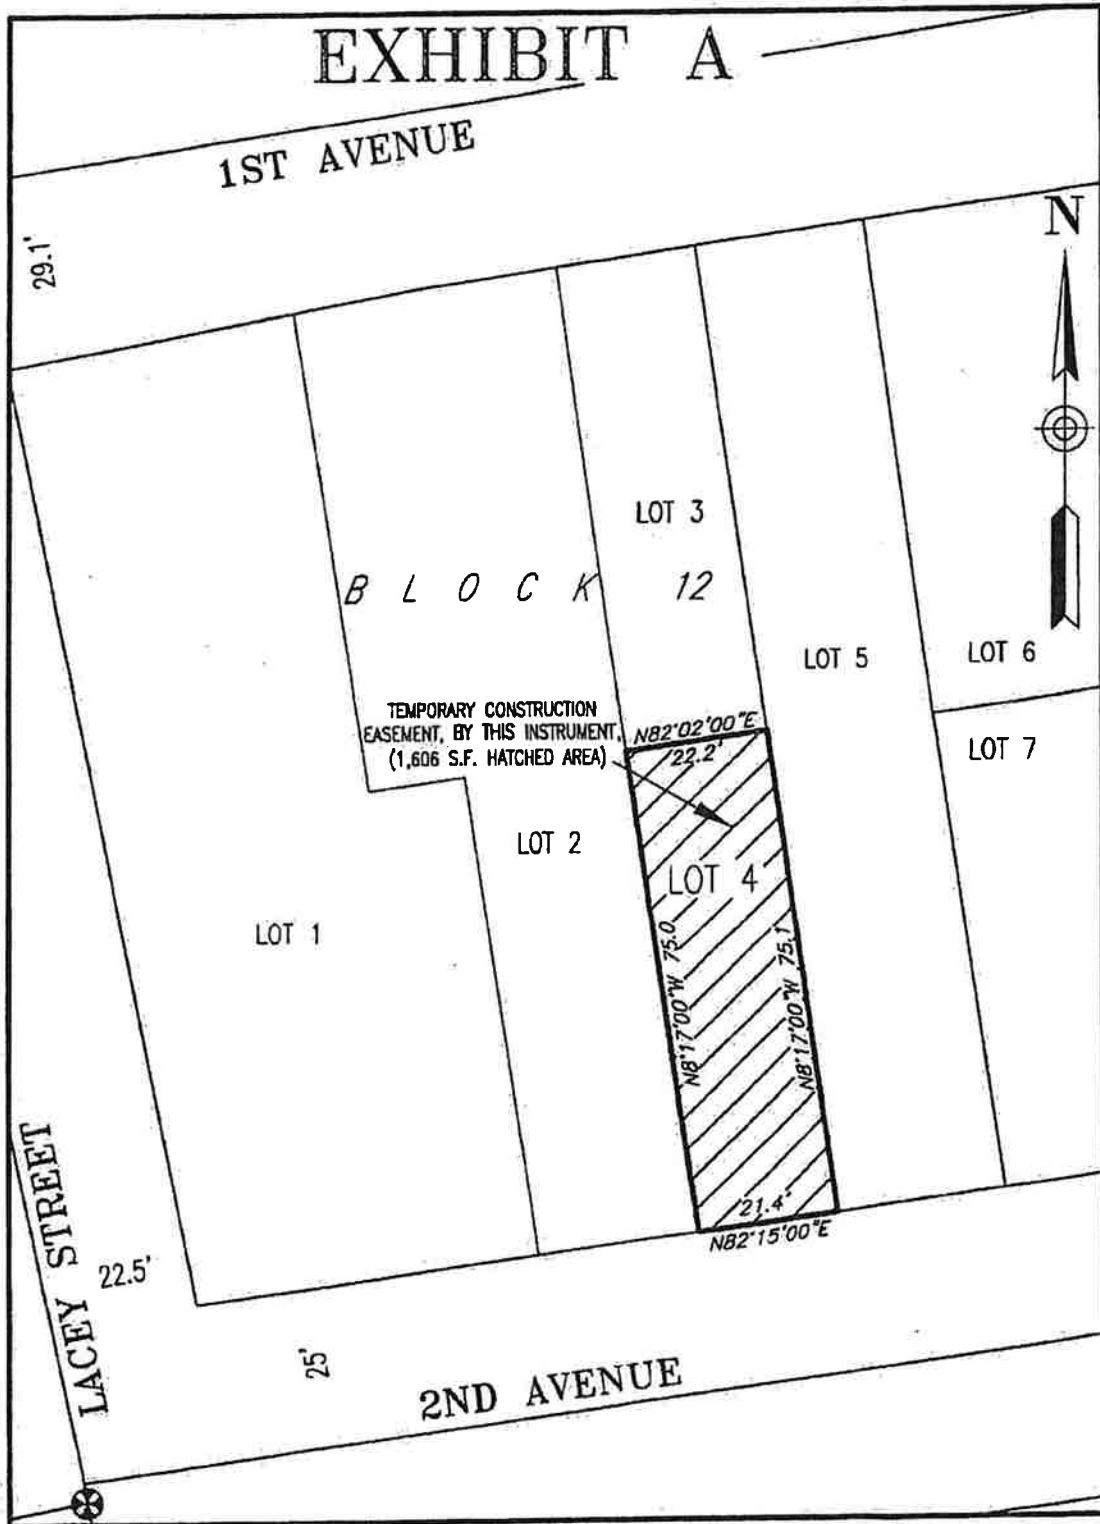 EXHIBIT A
1ST AVENUE
29.1'
N
LOT 3
BLOCK 12
LOT 5
LOT 6
TEMPORARY CONSTRUCTION
EASEMENT, BY THIS INSTRUMENT,
(1,606 S.F. HATCHED AREA)
N82°02'00"E
22.2'
LOT 7
LOT 2
LOT 4
LOT 1
N8°17'00"W 75.0
N8°17'00"W 75.1
21.4'
N82°15'00"E
LACEY STREET
22.5'
25'
2ND AVENUE